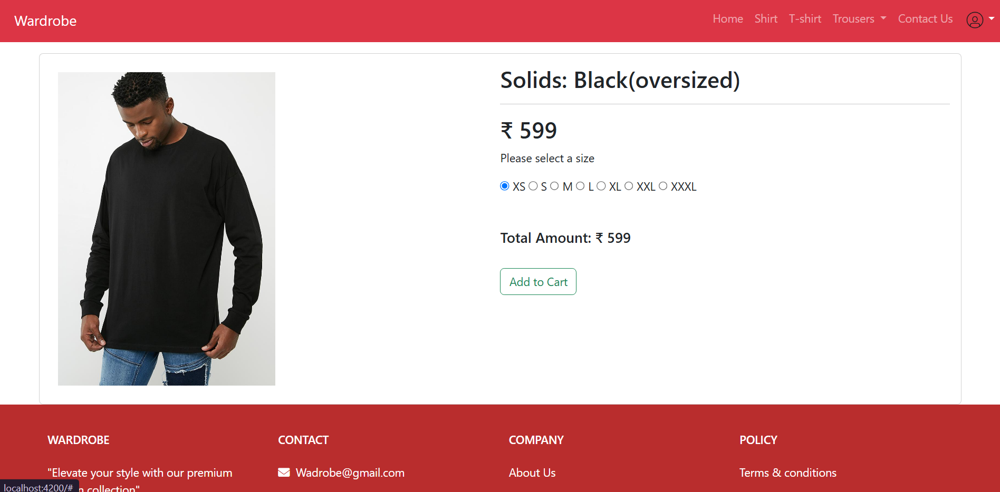 Wardrobe
Home Shirt T-shirt Trousers Contact Us
Solids: Black(oversized)
₹ 599
Please select a size
XS S M L XL XXL XXXL
Total Amount: ₹ 599
Add to Cart
WARDROBE
"Elevate your style with our premium
collection"
CONTACT
Wadrobe@gmail.com
COMPANY
About Us
POLICY
Terms & conditions
localhost:4200/#